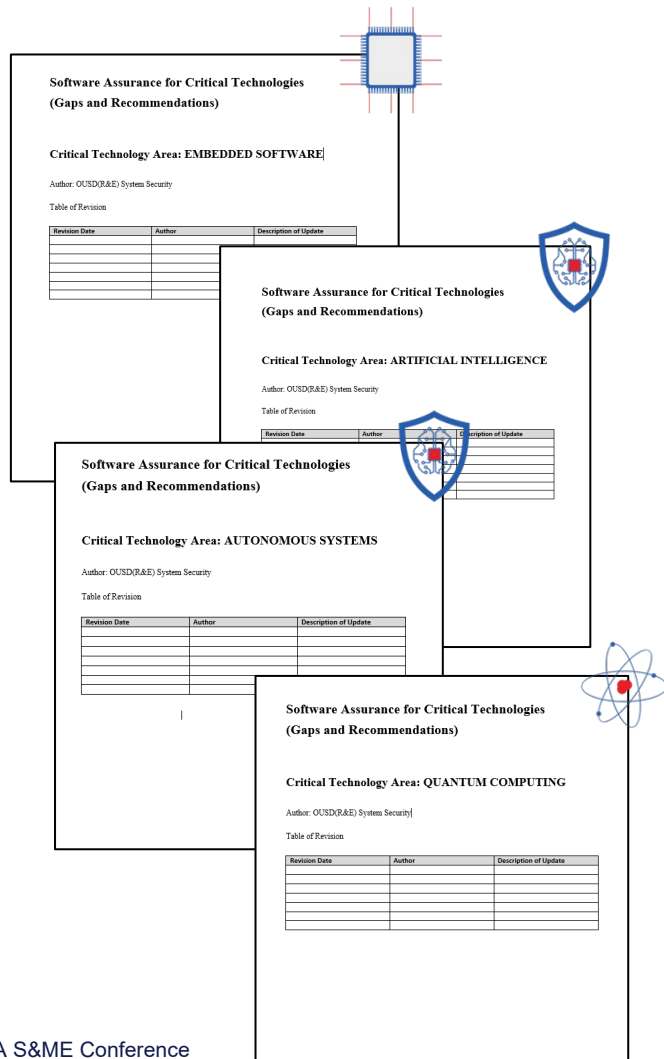 Software Assurance for Critical Technologies
(Gaps and Recommendations)
Critical Technology Area: EMBEDDED SOFTWARE
Author: OUSD(R&E) System Security
Table of Revision
Revision Date Author Description of Update
Software Assurance for Critical Technologies
(Gaps and Recommendations)
Critical Technology Area: ARTIFICIAL INTELLIGENCE
Author: OUSD(R&E) System Security
Table of Revision
Revision Date Author Description of Update
Software Assurance for Critical Technologies
(Gaps and Recommendations)
Critical Technology Area: AUTONOMOUS SYSTEMS
Author: OUSD(R&E) System Security
Table of Revision
Revision Date Author Description of Update
Software Assurance for Critical Technologies
(Gaps and Recommendations)
Critical Technology Area: QUANTUM COMPUTING
Author: OUSD(R&E) System Security
Table of Revision
Revision Date Author Description of Update
S&ME Conference